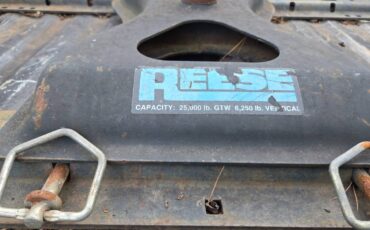 REESE
CAPACITY: 25,000 lb. GTW 6,250 lb. VERTICAL